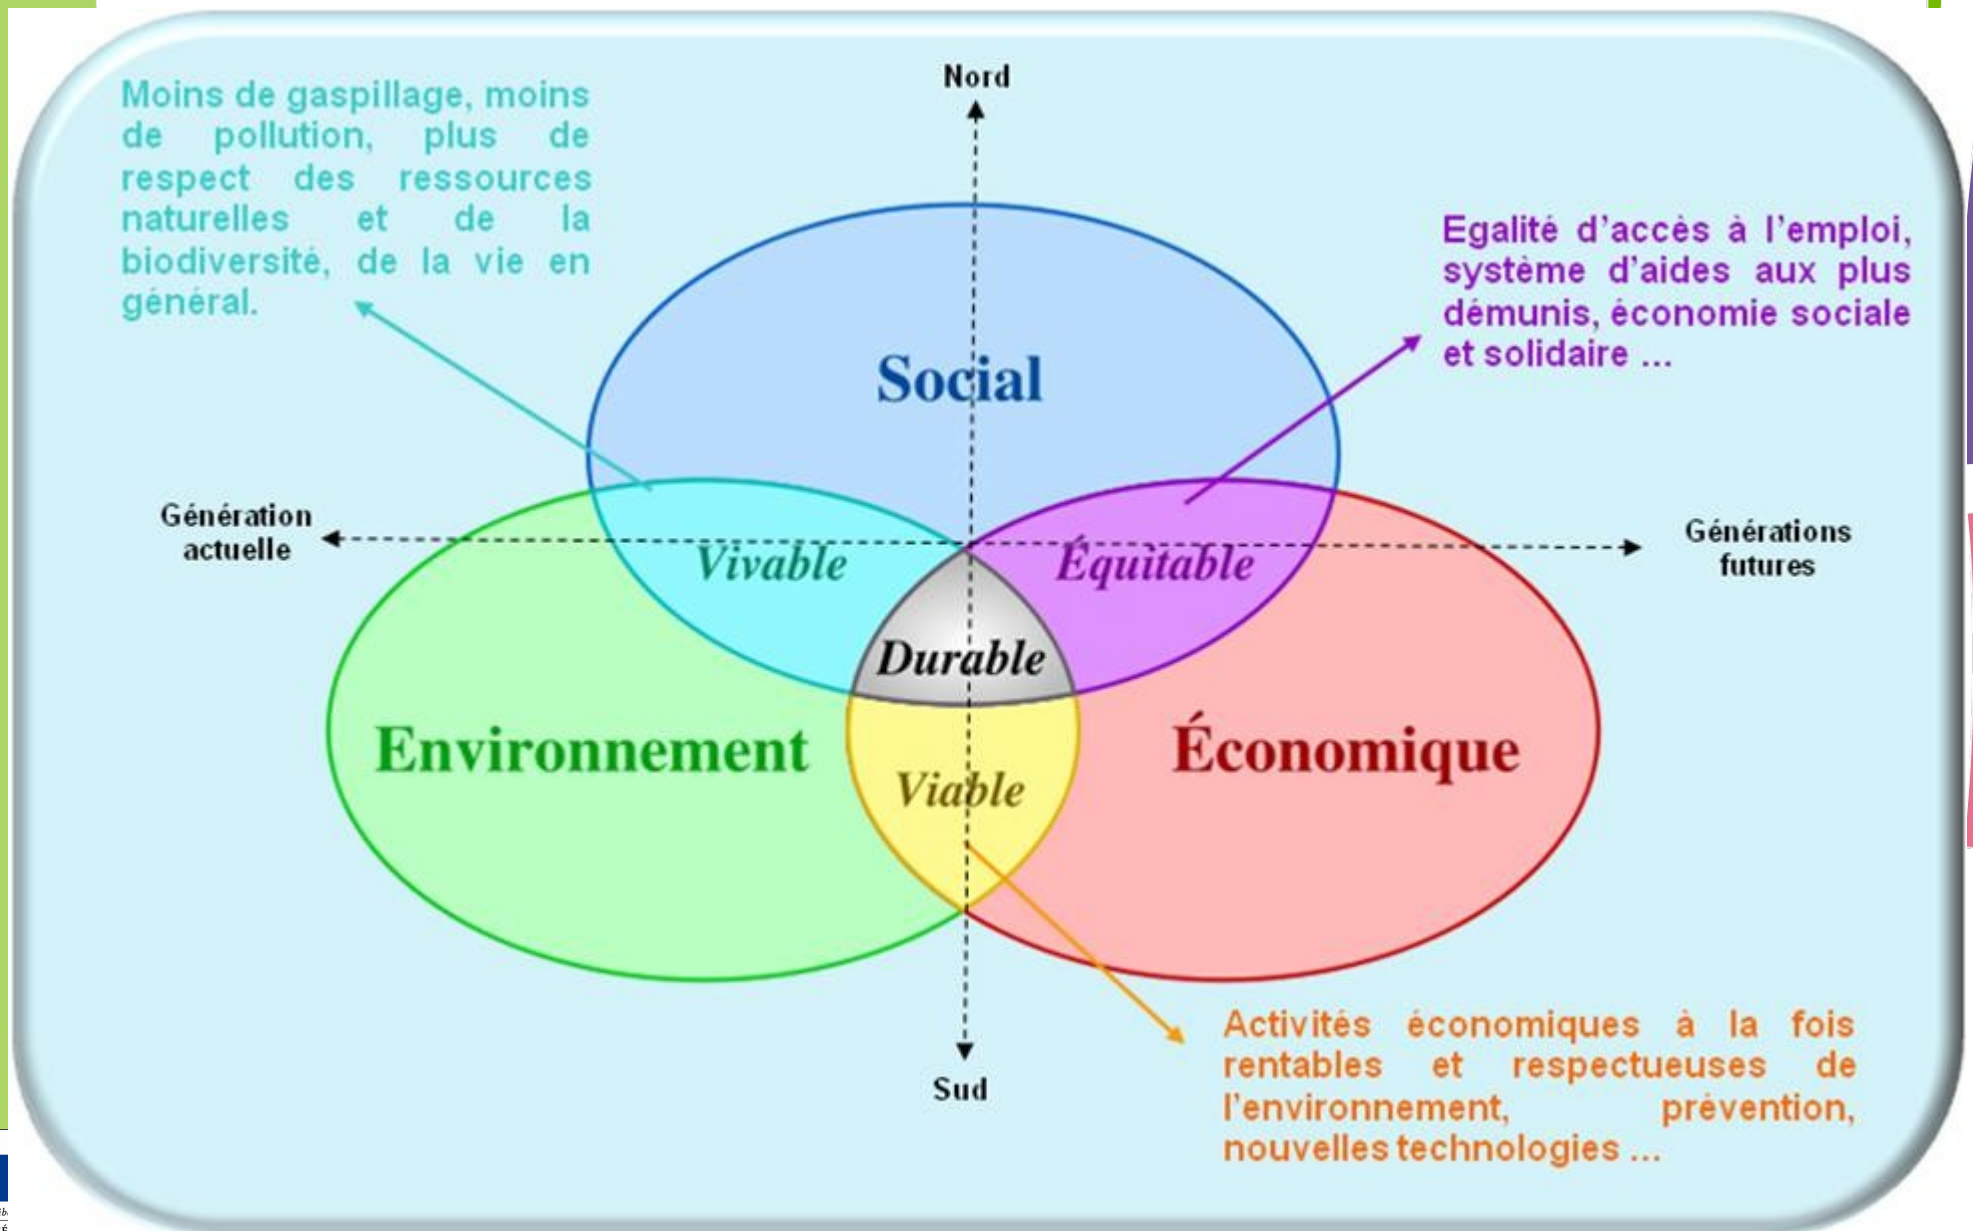 Nord
Moins de gaspillage, moins
de pollution, plus de
respect des ressources
naturelles et de la
biodiversité, de la vie en
général.
Egalité d'accès à l'emploi,
système d'aides aux plus
démunis, économie sociale
et solidaire ...
Social
Génération
actuelle
Générations
futures
Vivable
Équitable
Durable
Environnement
Économique
Viable
Activités économiques à la fois
rentables et respectueuses de
l'environnement, prévention,
nouvelles technologies ...
Sud